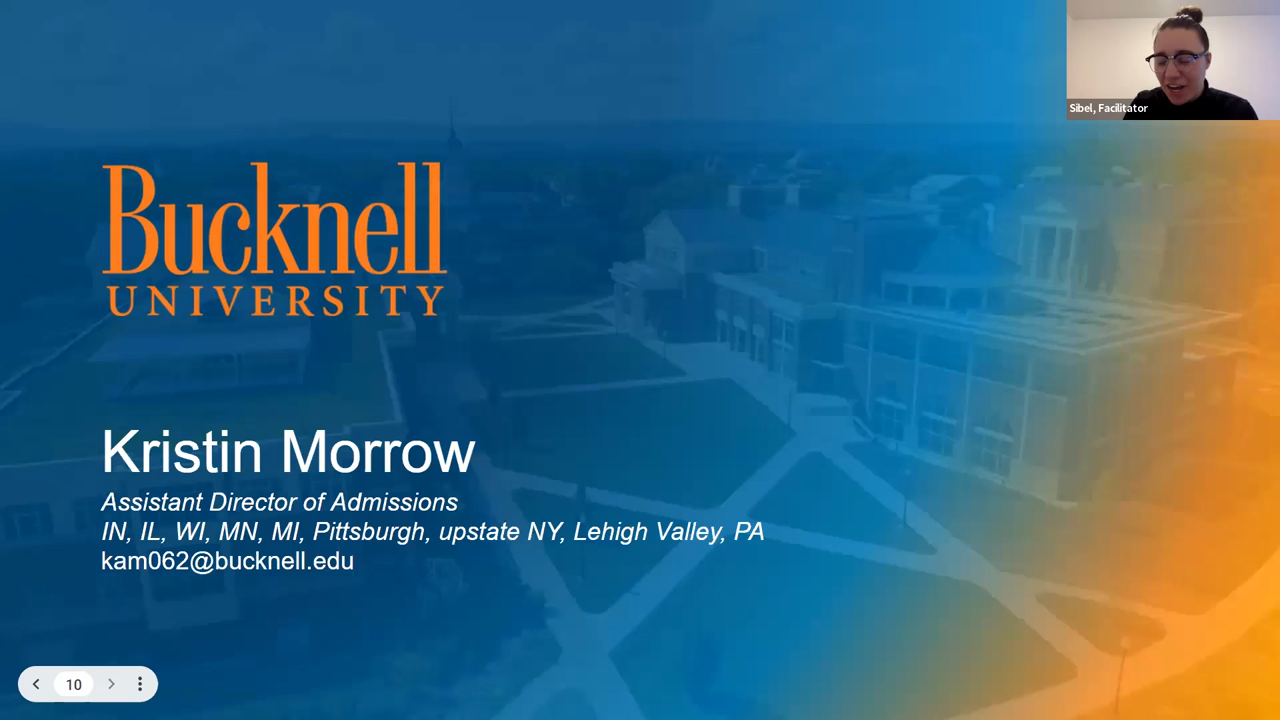 Sibel, Facilitator
Bucknell
UNIVERSITY
Kristin Morrow
Assistant Director of Admissions
IN, IL, WI, MN, MI, Pittsburgh, upstate NY, Lehigh Valley, PA
kam062@bucknell.edu
10